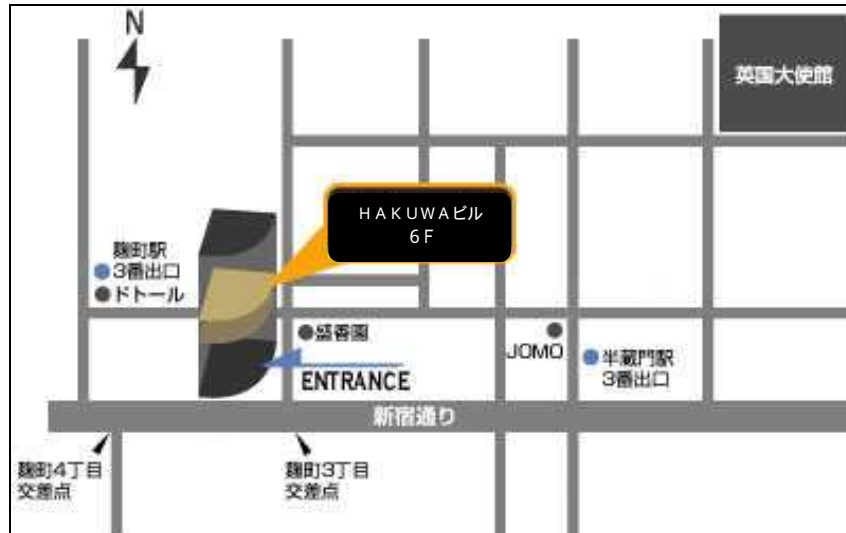 N
英国大使館
HAKUWAビル
6F
麹町駅
3番出口
ドトール
盛香園
JOMO
半蔵門駅
3番出口
ENTRANCE
新宿通り
麹町4丁目
交差点
麹町3丁目
交差点